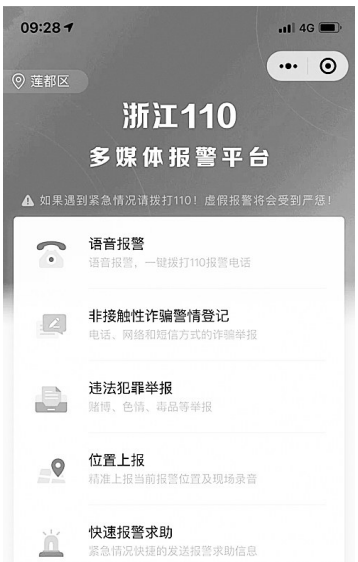 09:28
4G
莲都区
浙江110
多媒体报警平台
如果遇到紧急情况请拨打110！虚假报警将会受到严惩！
语音报警
语音报警，一键拨打110报警电话
非接触性诈骗警情登记
电话、网络和短信方式的诈骗举报
违法犯罪举报
赌博、色情、毒品等举报
位置上报
精准上报当前报警位置及现场录音
快速报警求助
紧急情况快捷的发送报警求助信息